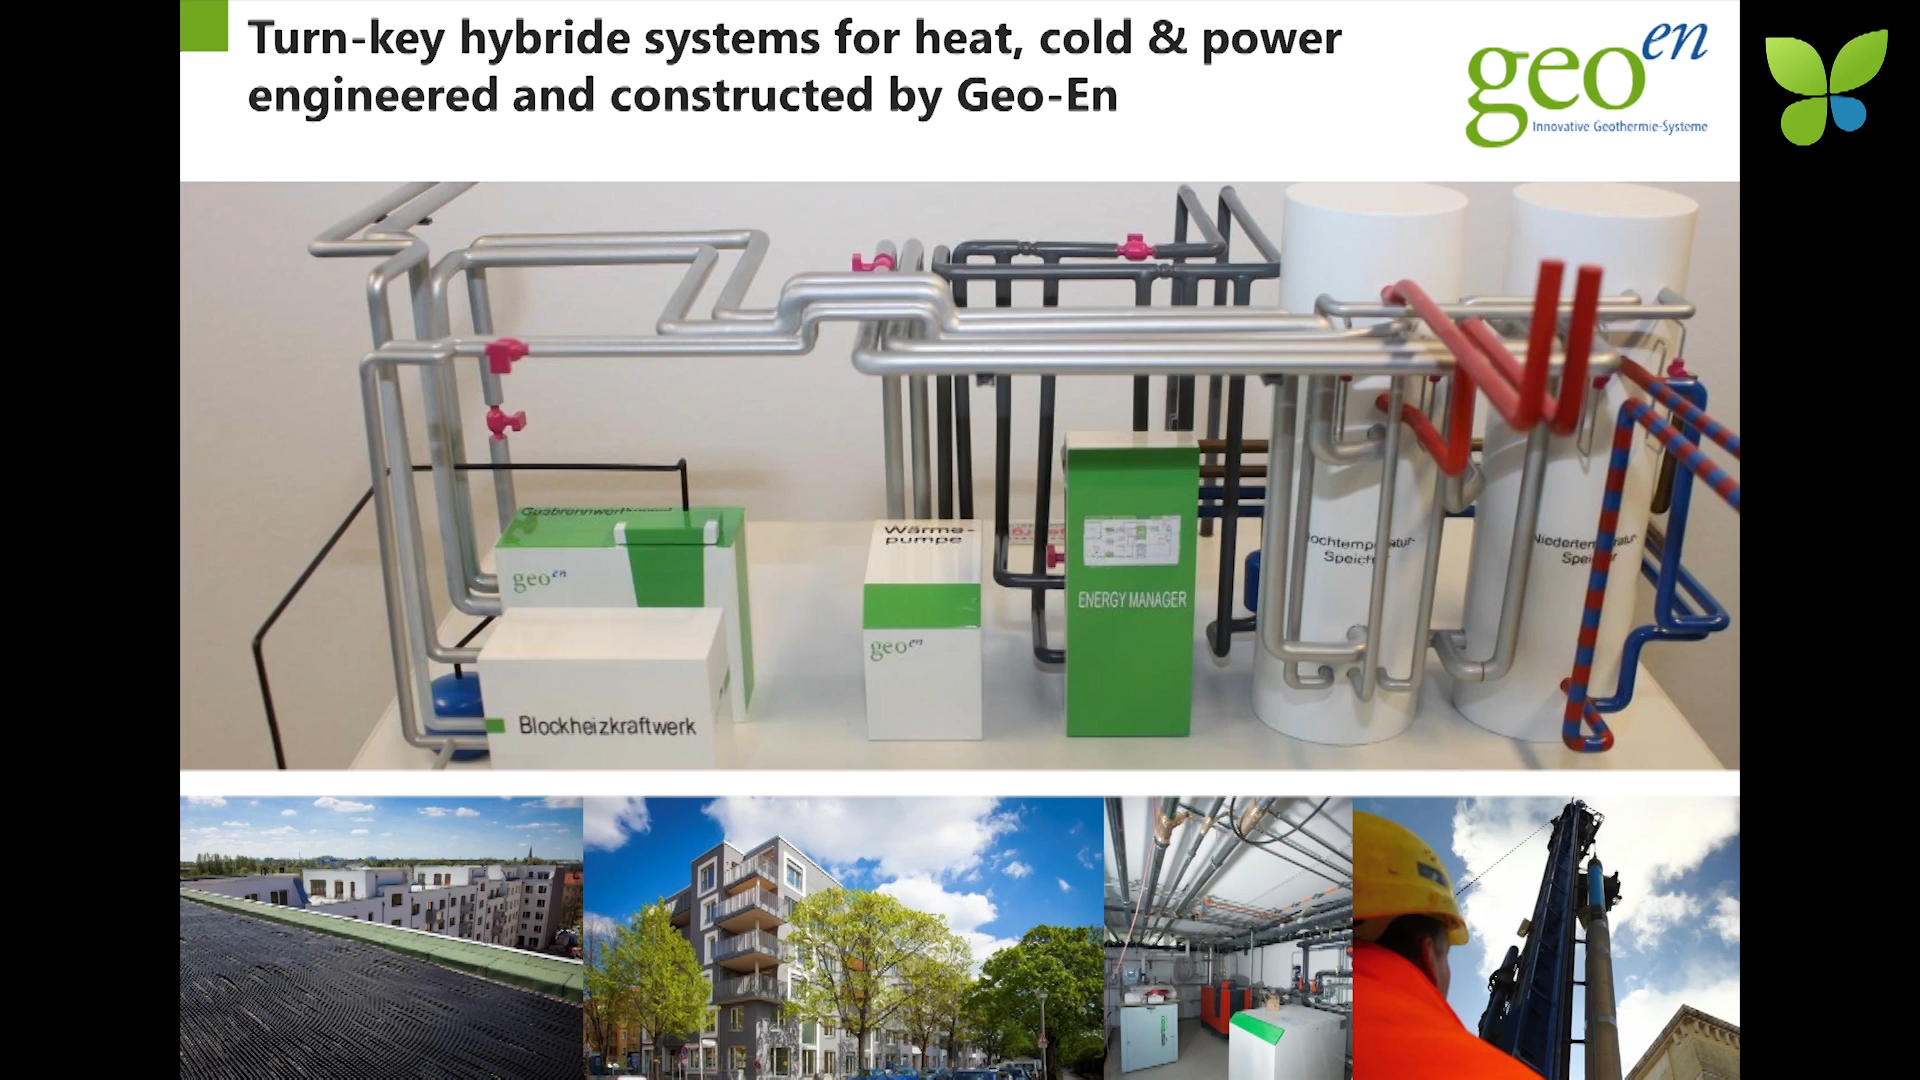 Turn-key hybride systems for heat, cold & power
engineered and constructed by Geo-En
geo en
Innovative Geothermie-Systeme
geo en
Blockheizkraftwerk
Wärme-
pumpe
geo en
ENERGY MANAGER